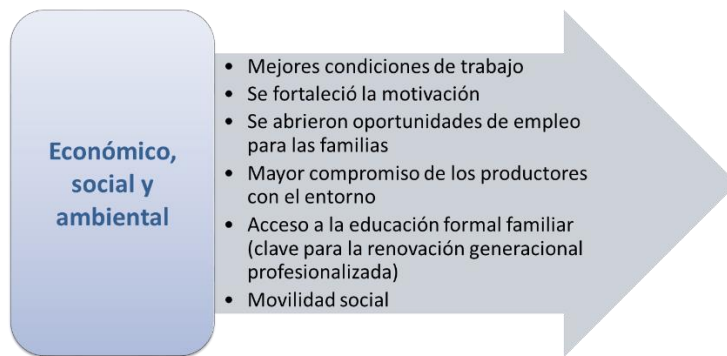 Económico,
social y
ambiental
• Mejores condiciones de trabajo
• Se fortaleció la motivación
• Se abrieron oportunidades de empleo
para las familias
• Mayor compromiso de los productores
con el entorno
• Acceso a la educación formal familiar
(clave para la renovación generacional
profesionalizada)
• Movilidad social